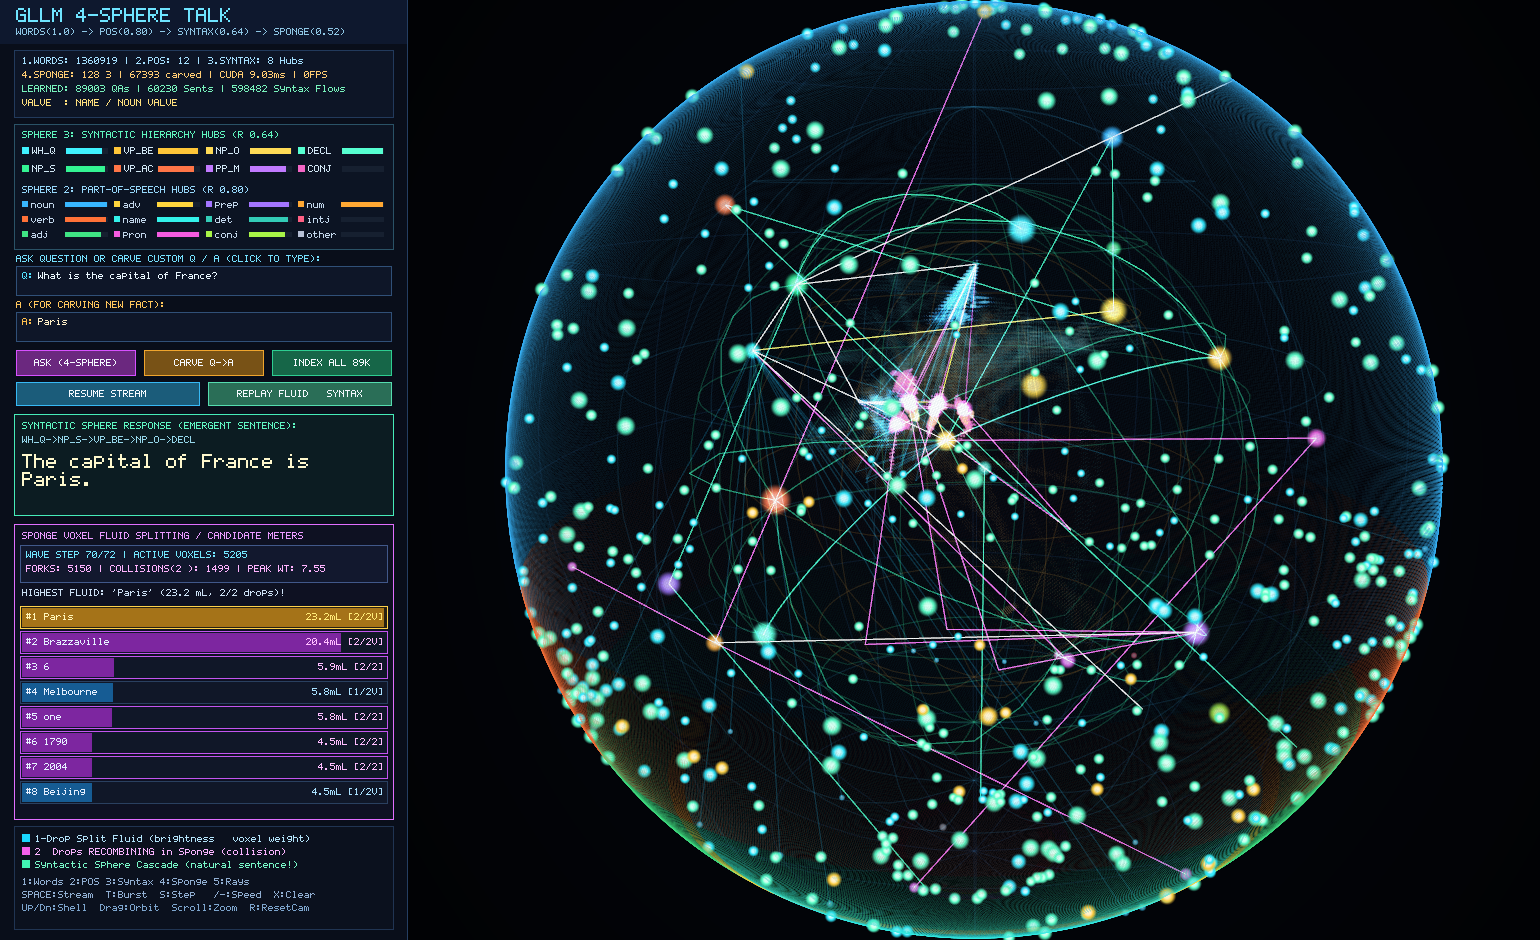 GLLM 4-SPHERE TALK
WORDS(1.0) -> POS(0.80) -> SYNTAX(0.64) -> SPONGE(0.52)
1.WORDS: 1360919 | 2.POS: 12 | 3.SYNTAX: 8 Hubs
4.SPONGE: 128 3 | 67393 carved | CUDA 9.03ms | 0FPS
LEARNED: 89003 QAs | 60230 Sents | 598482 Syntax Flows
VALVE : NAME / NOUN VALVE
SPHERE 3: SYNTACTIC HIERARCHY HUBS (R 0.64)
WH_Q VP_BE NP_O DECL
NP_S VP_AC PP_M CONJ
SPHERE 2: PART-OF-SPEECH HUBS (R 0.80)
noun adv PreP num
verb name det intj
adj Pron conj other
ASK QUESTION OR CARVE CUSTOM Q / A (CLICK TO TYPE):
Q: What is the caPital of France?
A (FOR CARVING NEW FACT):
A: Paris
ASK (4-SPHERE) CARVE Q->A INDEX ALL 89K
RESUME STREAM REPLAY FLUID SYNTAX
SYNTACTIC SPHERE RESPONSE (EMERGENT SENTENCE):
WH_Q->NP_S->VP_BE->NP_O->DECL
The caPital of France is
Paris.
SPONGE VOXEL FLUID SPLITTING / CANDIDATE METERS
WAVE STEP 70/72 | ACTIVE VOXELS: 5205
FORKS: 5150 | COLLISIONS(2 ): 1499 | PEAK WT: 7.55
HIGHEST FLUID: 'Paris' (23.2 mL, 2/2 droPs)!
#1 Paris 23.2mL [2/2V]
#2 Brazzaville 20.4mL [2/2V]
#3 6 5.9mL [2/2]
#4 Melbourne 5.8mL [1/2V]
#5 one 5.8mL [2/2]
#6 1790 4.5mL [2/2]
#7 2004 4.5mL [2/2]
#8 Beijing 4.5mL [1/2V]
1-DroP SPlit Fluid (brightness voxel weight)
2 DroPs RECOMBINING in SPonge (collision)
Syntactic SPhere Cascade (natural sentence!)
1:Words 2:POS 3:Syntax 4:SPonge 5:Rays
SPACE:Stream T:Burst S:SteP /-:SPeed X:Clear
UP/Dn:Shell Drag:Orbit Scroll:Zoom R:ResetCam